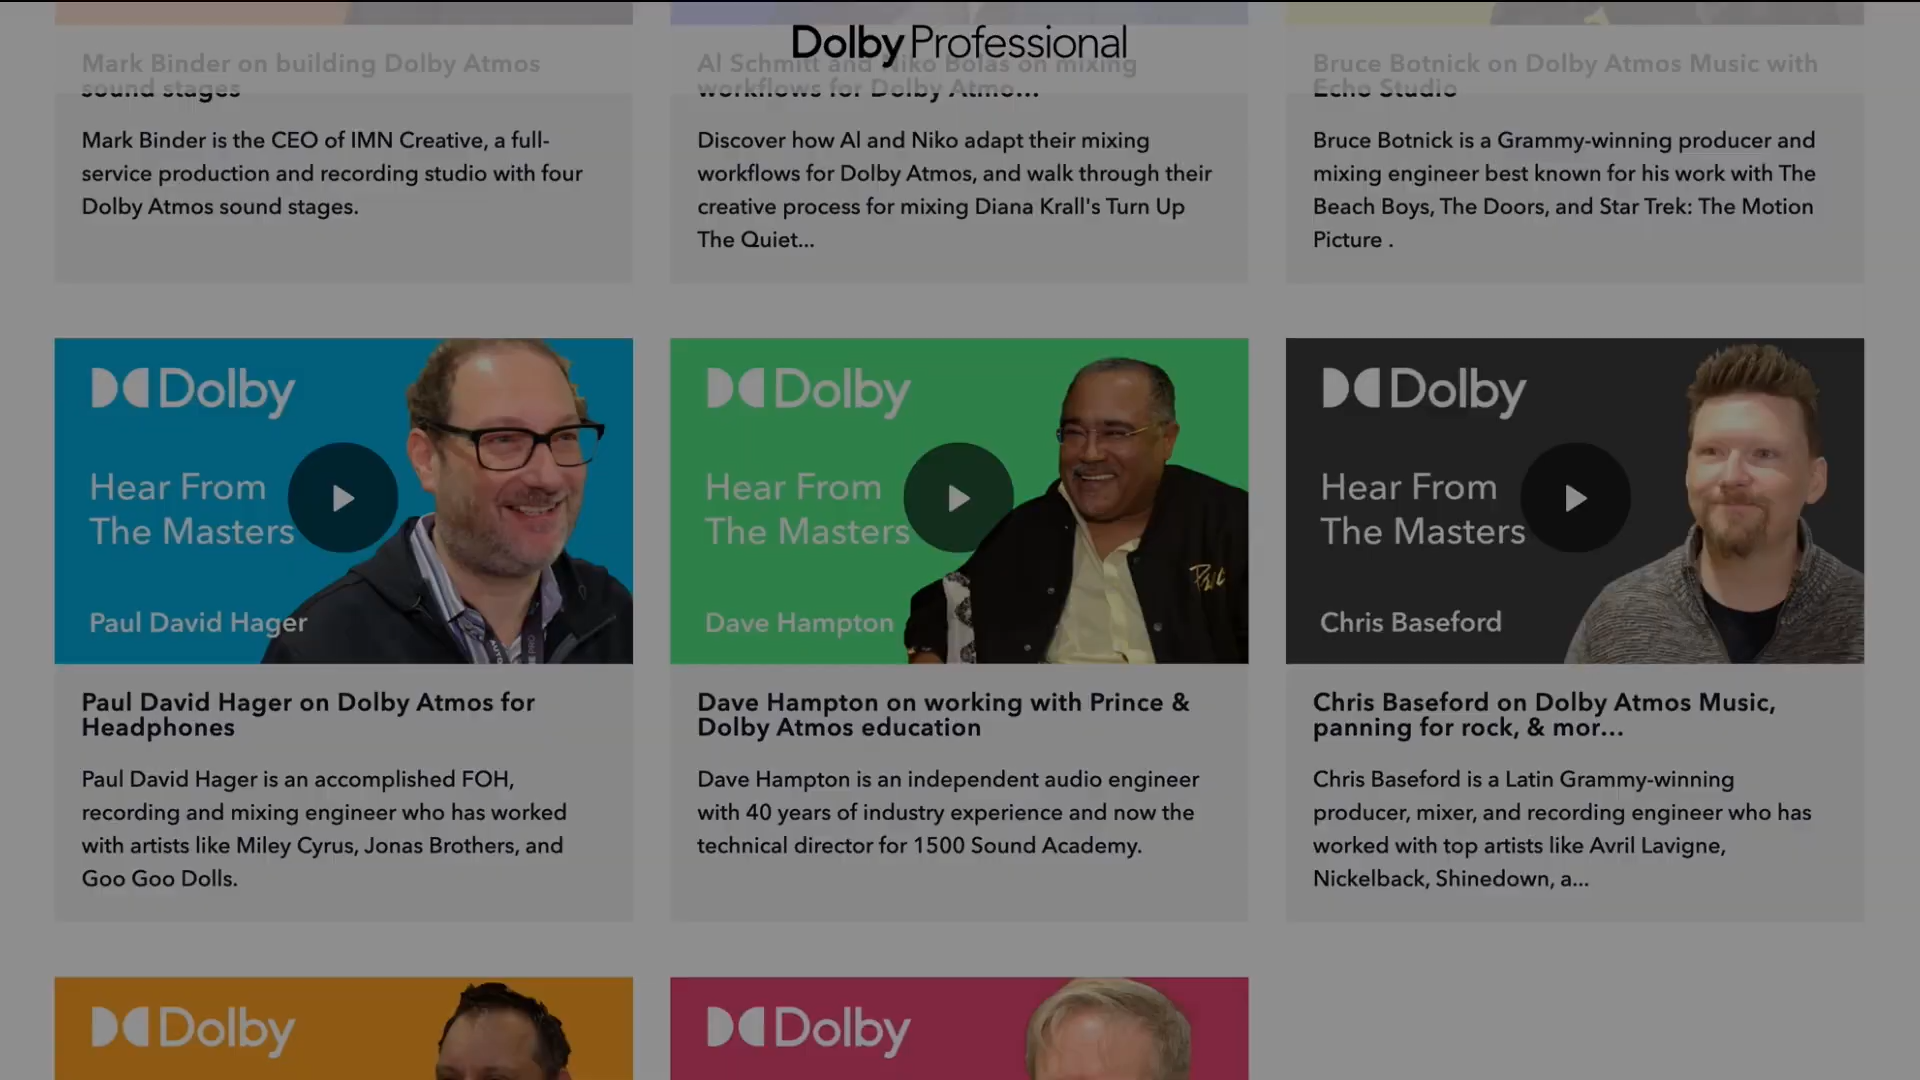 Dolby Professional
Mark Binder on building Dolby Atmos
sound stages
Mark Binder is the CEO of IMN Creative, a full-
service production and recording studio with four
Dolby Atmos sound stages.
Al Schmitt and Niko Bolas on mixing
workflows for Dolby Atmo...
Discover how Al and Niko adapt their mixing
workflows for Dolby Atmos, and walk through their
creative process for mixing Diana Krall's Turn Up
The Quiet...
Bruce Botnick on Dolby Atmos Music with
Echo Studio
Bruce Botnick is a Grammy-winning producer and
mixing engineer best known for his work with The
Beach Boys, The Doors, and Star Trek: The Motion
Picture .
Dolby
Hear From
The Masters
Paul David Hager
Paul David Hager on Dolby Atmos for
Headphones
Paul David Hager is an accomplished FOH,
recording and mixing engineer who has worked
with artists like Miley Cyrus, Jonas Brothers, and
Goo Goo Dolls.
Dolby
Hear From
The Masters
Dave Hampton
Dave Hampton on working with Prince &
Dolby Atmos education
Dave Hampton is an independent audio engineer
with 40 years of industry experience and now the
technical director for 1500 Sound Academy.
Dolby
Hear From
The Masters
Chris Baseford
Chris Baseford on Dolby Atmos Music,
panning for rock, & mor...
Chris Baseford is a Latin Grammy-winning
producer, mixer, and recording engineer who has
worked with top artists like Avril Lavigne,
Nickelback, Shinedown, a...
Dolby
Dolby